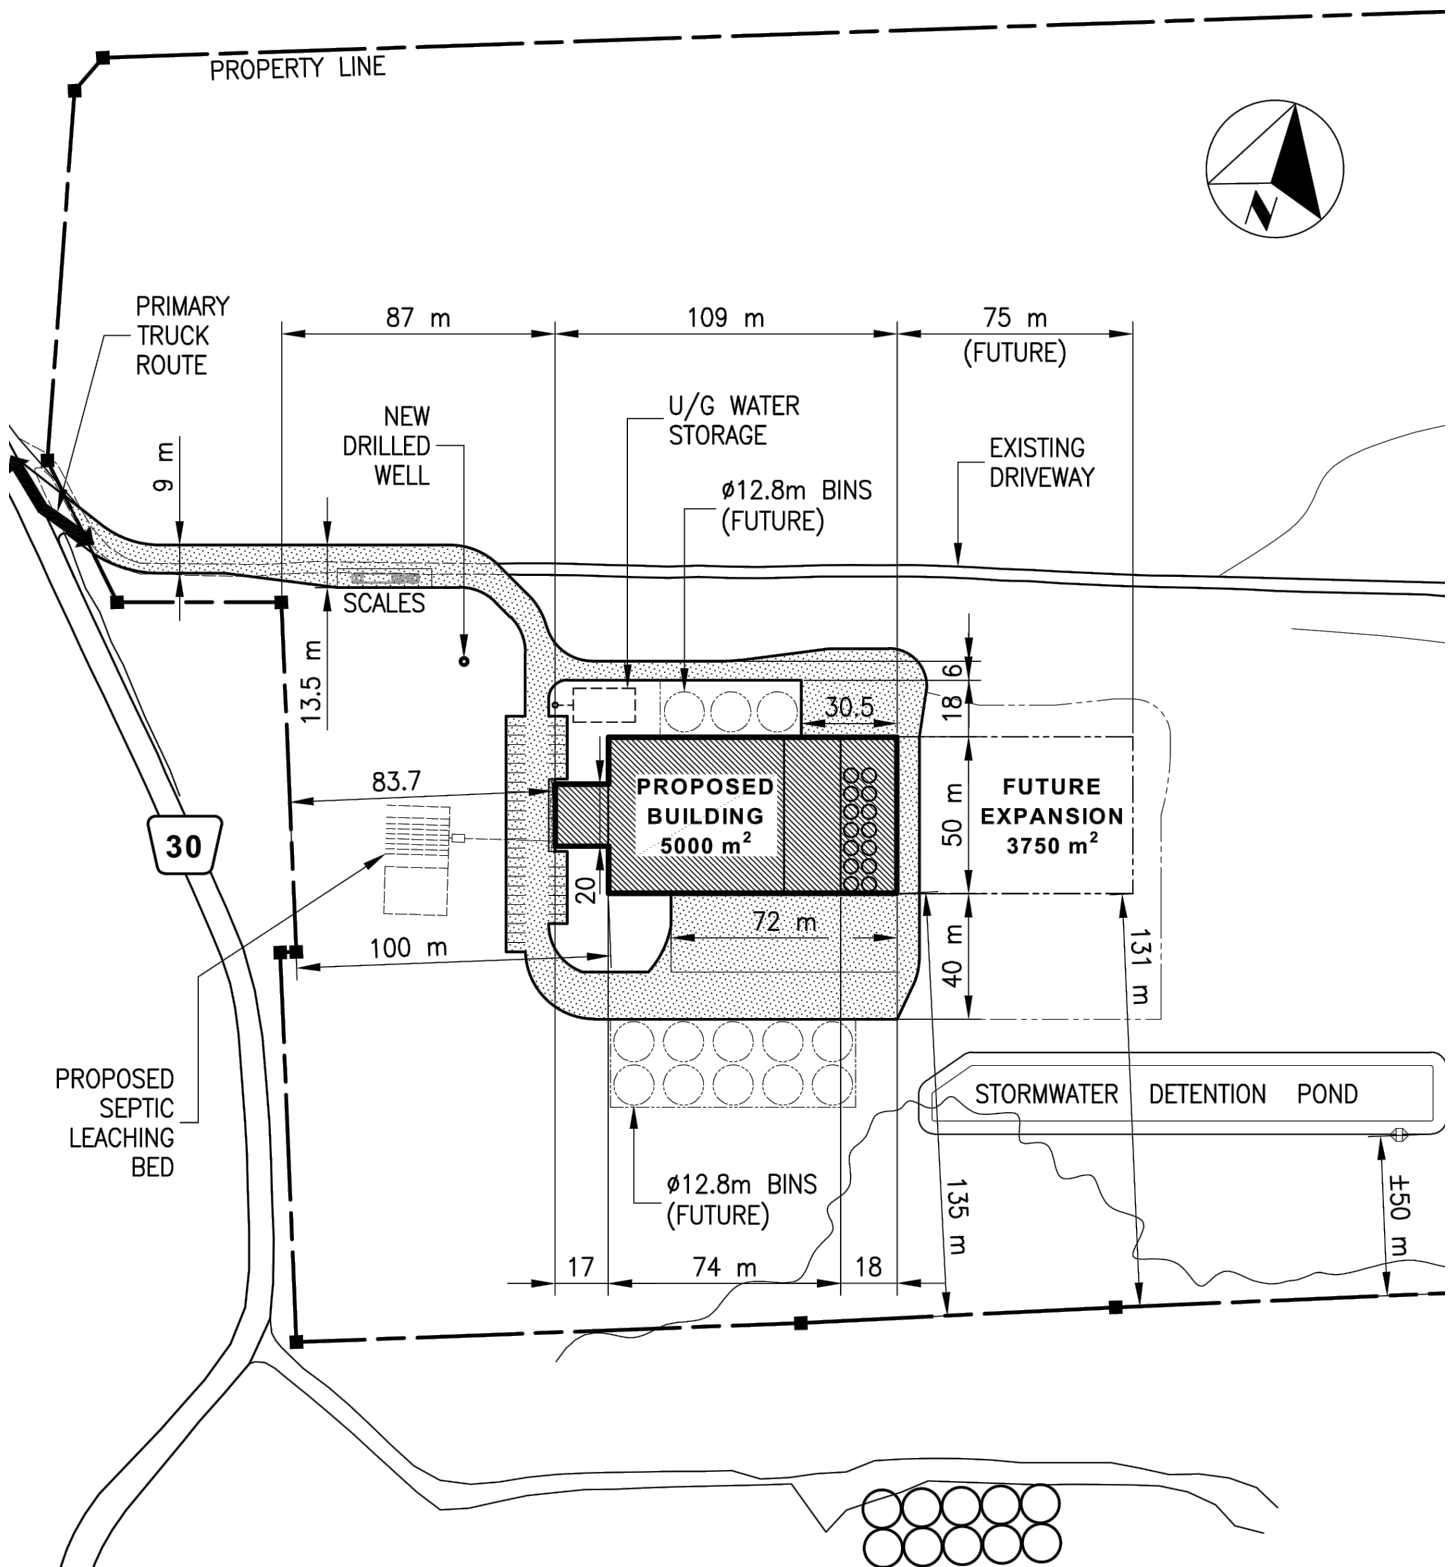 PROPERTY LINE
N
PRIMARY
TRUCK
ROUTE
87 m
109 m
75 m
(FUTURE)
NEW
DRILLED
WELL
U/G WATER
STORAGE
ø12.8m BINS
(FUTURE)
EXISTING
DRIVEWAY
9 m
SCALES
13.5 m
6
18
30.5
83.7
PROPOSED
BUILDING
5000 m²
50 m
FUTURE
EXPANSION
3750 m²
30
20
72 m
100 m
40 m
131 m
PROPOSED
SEPTIC
LEACHING
BED
STORMWATER DETENTION POND
ø12.8m BINS
(FUTURE)
135 m
±50 m
17
74 m
18